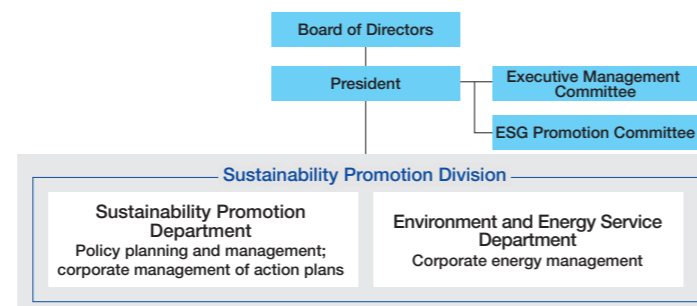 Board of Directors
President
Executive Management
Committee
ESG Promotion Committee
Sustainability Promotion Division
Sustainability Promotion
Department
Policy planning and management;
corporate management of action plans
Environment and Energy Service
Department
Corporate energy management